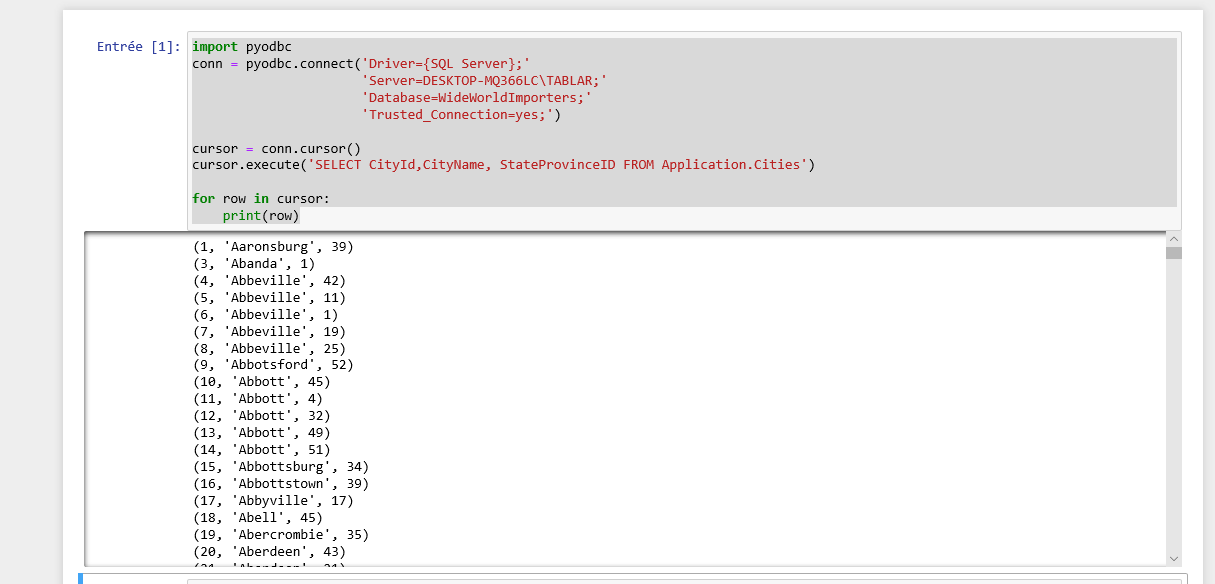 Entrée [1]: import pyodbc
conn = pyodbc.connect('Driver={SQL Server};'
'Server=DESKTOP-MQ366LC\TABLAR;'
'Database=WideWorldImporters;'
'Trusted_Connection=yes;')
cursor = conn.cursor()
cursor.execute('SELECT CityId,CityName, StateProvinceID FROM Application.Cities')
for row in cursor:
print(row)
(1, 'Aaronsburg', 39)
(3, 'Abanda', 1)
(4, 'Abbeville', 42)
(5, 'Abbeville', 11)
(6, 'Abbeville', 1)
(7, 'Abbeville', 19)
(8, 'Abbeville', 25)
(9, 'Abbotsford', 52)
(10, 'Abbott', 45)
(11, 'Abbott', 4)
(12, 'Abbott', 32)
(13, 'Abbott', 49)
(14, 'Abbott', 51)
(15, 'Abbottsburg', 34)
(16, 'Abbottstown', 39)
(17, 'Abbyville', 17)
(18, 'Abell', 45)
(19, 'Abercrombie', 35)
(20, 'Aberdeen', 43)